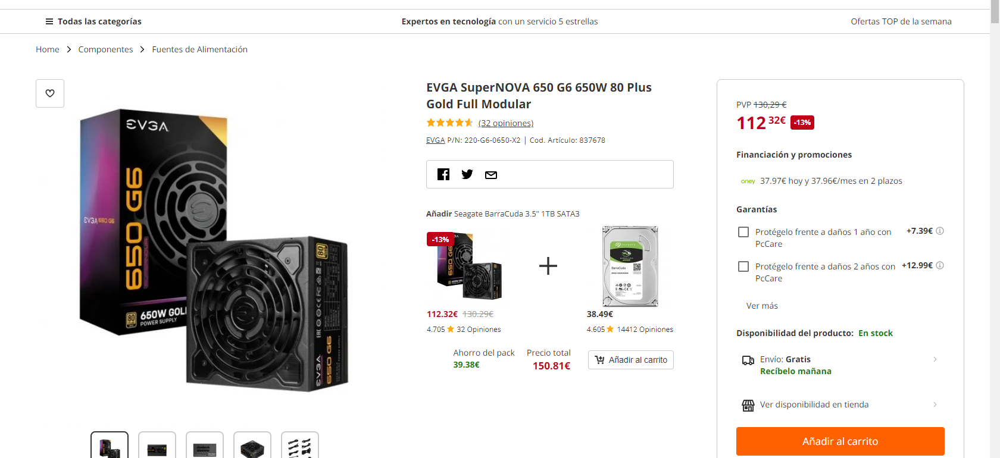 Todas las categorías
Expertos en tecnología con un servicio 5 estrellas
Ofertas TOP de la semana
Home > Componentes > Fuentes de Alimentación
EVGA
EVGA 650 G6
650 G6
SUPERNOVA
650W GOLD
POWER SUPPLY
EVGA
650 G6
EVGA SuperNOVA 650 G6 650W 80 Plus
Gold Full Modular
(32 opiniones)
EVGA P/N: 220-G6-0650-X2 | Cod. Artículo: 837678
Añadir Seagate BarraCuda 3.5" 1TB SATA3
-13%
650 G6
BarraCuda
112.32€ 130.29€
38.49€
4.705 32 Opiniones
4.605 14412 Opiniones
Ahorro del pack
39.38€
Precio total
150.81€
Añadir al carrito
PVP 130,29 €
112 32€ -13%
Financiación y promociones
oney 37.97€ hoy y 37.96€/mes en 2 plazos
Garantías
Protégelo frente a daños 1 año con
PcCare
+7.39€
Protégelo frente a daños 2 años con
PcCare
+12.99€
Ver más
Disponibilidad del producto: En stock
Envío: Gratis
Recíbelo mañana
Ver disponibilidad en tienda
Añadir al carrito